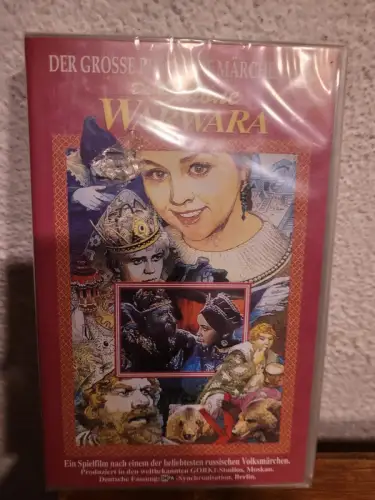 DER GROSSE MÄRCHEN
WARWARA
Ein Spielfilm nach einem der beliebtesten russischen Volksmärchen.
Produziert in den weltbekannten GORKI-Studios, Moskau.
Deutsche Fassung: Synchronisation, Berlin.